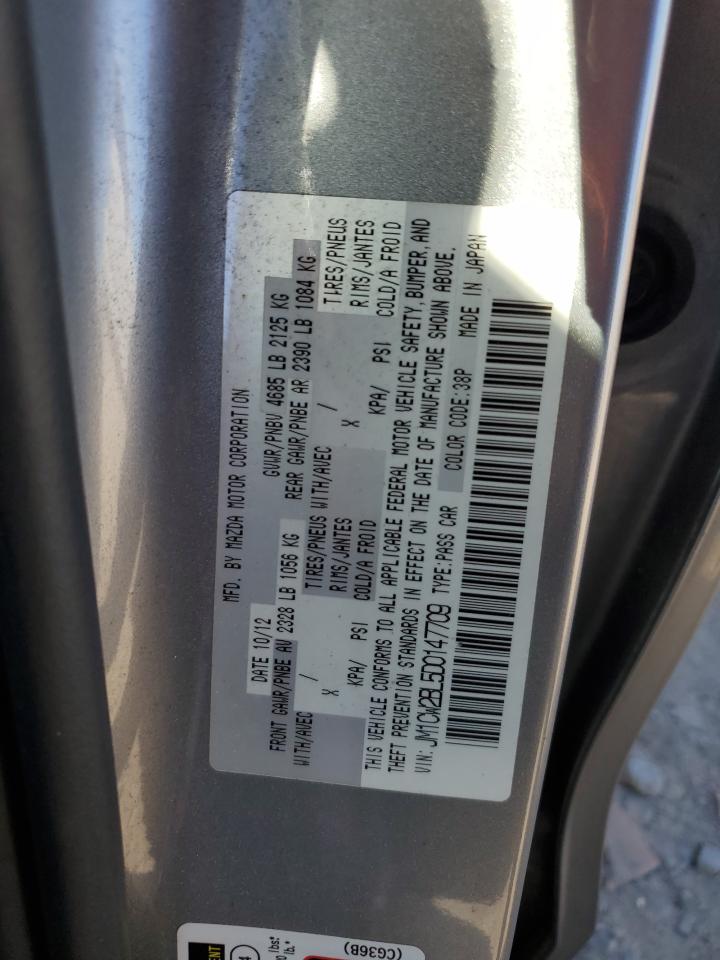 MFD. BY MAZDA MOTOR CORPORATION
DATE 10/12 GVWR/PNBV 4685 LB 2125 KG
FRONT GAWR/PNBE AV 2328 LB 1056 KG REAR GAWR/PNBE AR 2390 LB 1084 KG
WITH/AVEC / TIRES/PNEUS WITH/AVEC / TIRES/PNEUS
X RIMS/JANTES X RIMS/JANTES
KPA/ PSI COLD/A FROID KPA/ PSI COLD/A FROID
THIS VEHICLE CONFORMS TO ALL APPLICABLE FEDERAL MOTOR VEHICLE SAFETY, BUMPER, AND
THEFT PREVENTION STANDARDS IN EFFECT ON THE DATE OF MANUFACTURE SHOWN ABOVE.
VIN: JM1CW2BL5D0147709 TYPE:PASS CAR COLOR CODE:38P MADE IN JAPAN
(CG36B)